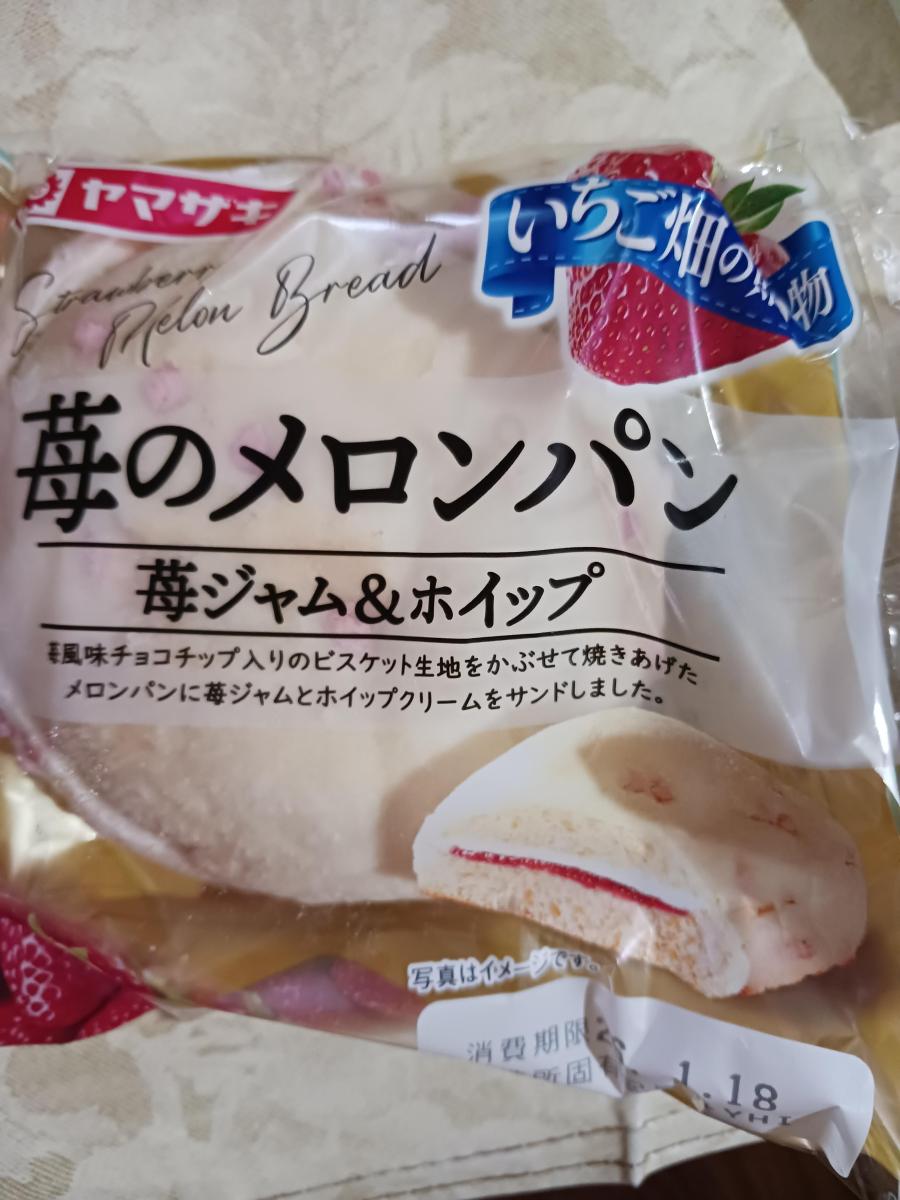 ヤマザキ
いちご畑の
物
Melon Bread
苺のメロンパン
苺ジャム&ホイップ
風味チョコチップ入りのビスケット生地をかぶせて焼きあげた
メロンパンに苺ジャムとホイップクリームをサンドしました。
写真はイメージです。
消費期限:
1.18
所固